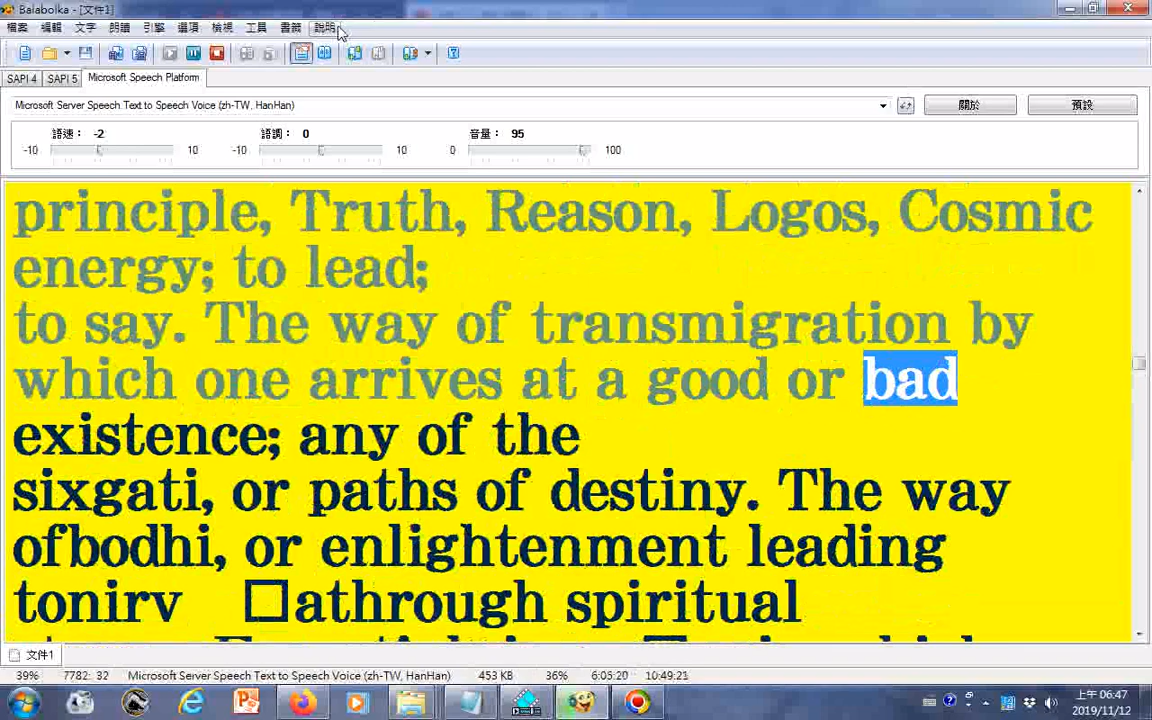 Balabolka - [文件1]
檔案 編輯 文字 朗讀 引擎 選項 檢視 工具 書籤 說明
SAPI 4 SAPI 5 Microsoft Speech Platform
Microsoft Server Speech Text to Speech Voice (zh-TW, HanHan) 關於 預設
語速： -2 語調： 0 音量： 95
-10 10 -10 10 0 100
principle, Truth, Reason, Logos, Cosmic
energy; to lead;
to say. The way of transmigration by
which one arrives at a good or bad
existence; any of the
sixgati, or paths of destiny. The way
ofbodhi, or enlightenment leading
tonirv □athrough spiritual
文件1
39% 7782: 32 Microsoft Server Speech Text to Speech Voice (zh-TW, HanHan) 453 KB 36% 6:05:20 10:49:21
上午 06:47
2019/11/12